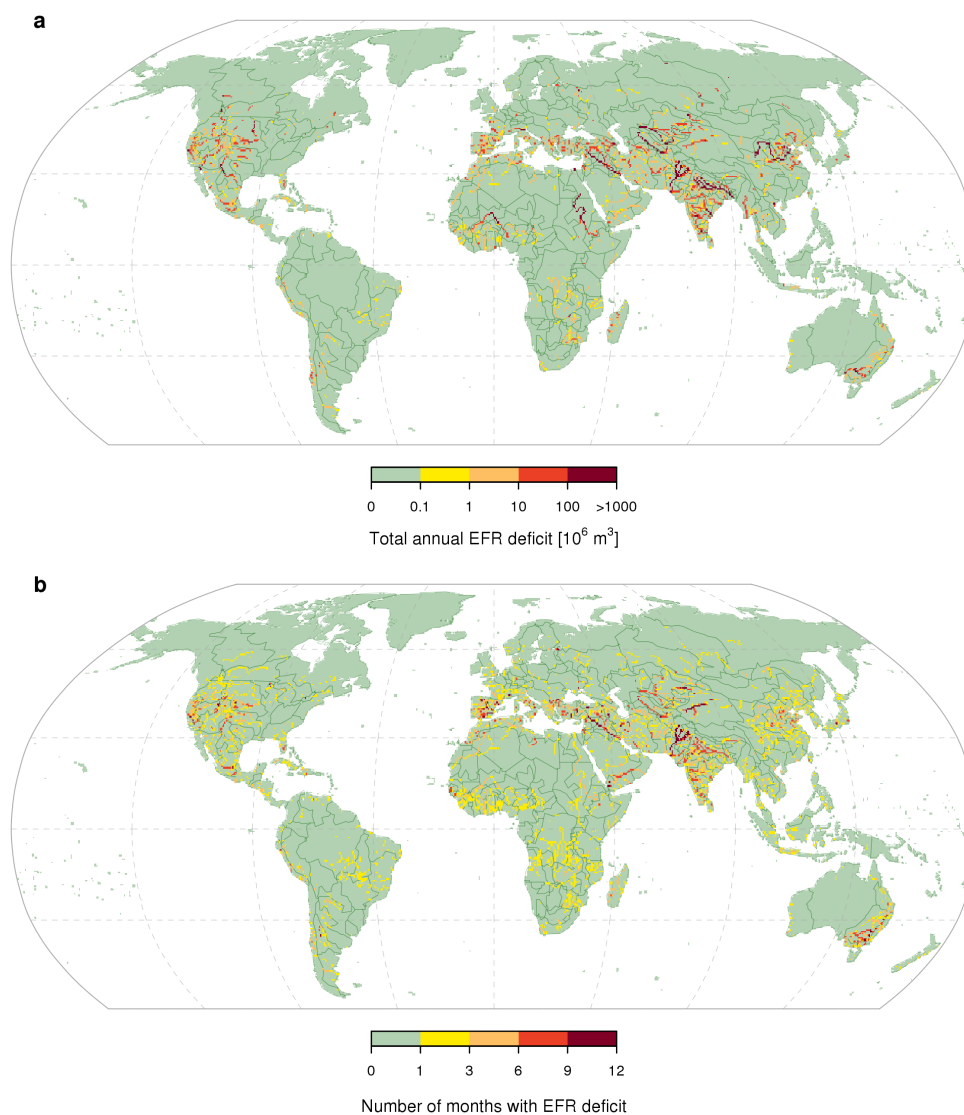 a
0 0.1 1 10 100 >1000
Total annual EFR deficit [10⁶ m³]
b
0 1 3 6 9 12
Number of months with EFR deficit